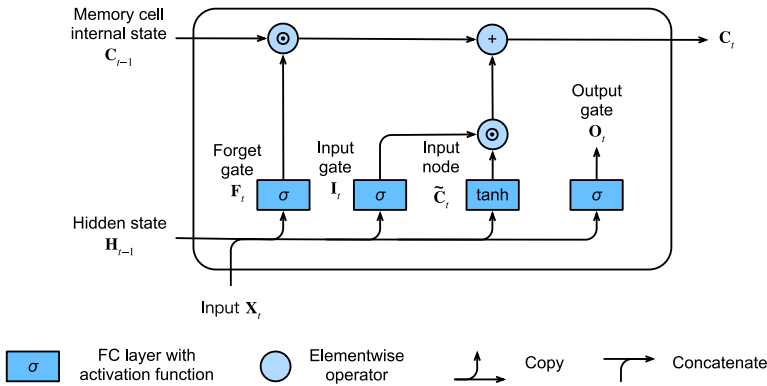 Memory cell
internal state
C_{t-1}
⊙
+
C_t
Output
gate
O_t
⊙
Forget
gate
F_t
Input
gate
I_t
Input
node
C̃_t
σ
σ
tanh
σ
Hidden state
H_{t-1}
Input X_t
σ
FC layer with
activation function
Elementwise
operator
Copy
Concatenate